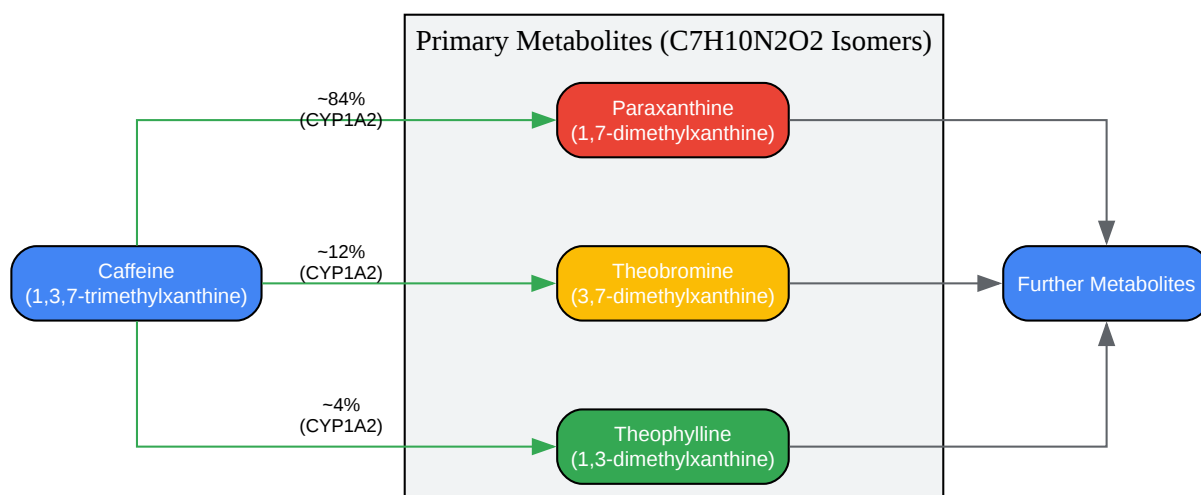 Primary Metabolites (C7H10N2O2 Isomers)
~84%
(CYP1A2)
Paraxanthine
(1,7-dimethylxanthine)
Caffeine
(1,3,7-trimethylxanthine)
~12%
(CYP1A2)
Theobromine
(3,7-dimethylxanthine)
Further Metabolites
~4%
(CYP1A2)
Theophylline
(1,3-dimethylxanthine)